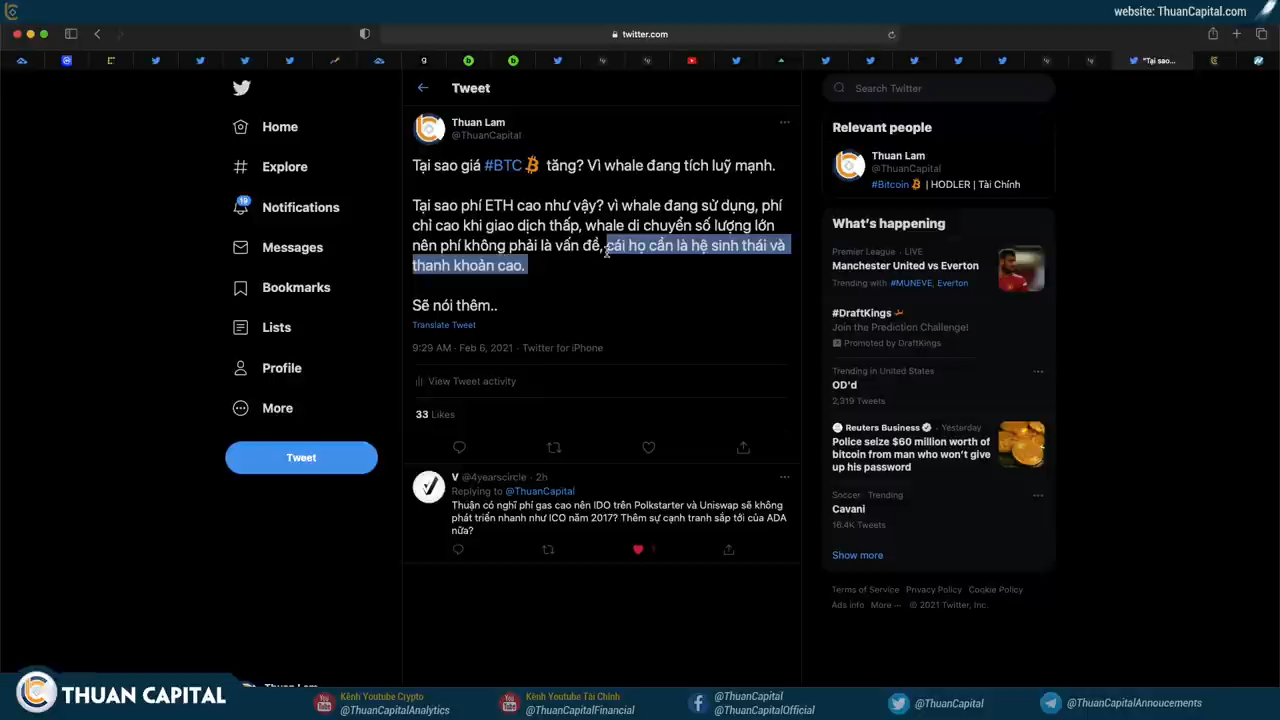 website: ThuanCapital.com
twitter.com
"Tại sao...
Tweet
Search Twitter
Home
Explore
19
Notifications
Messages
Bookmarks
Lists
Profile
More
Tweet
Thuan Lam
@ThuanCapital
Tại sao giá #BTC tăng? Vì whale đang tích luỹ mạnh.
Tại sao phí ETH cao như vậy? vì whale đang sử dụng, phí
chỉ cao khi giao dịch thấp, whale di chuyển số lượng lớn
nên phí không phải là vấn đề, cái họ cần là hệ sinh thái và
thanh khoản cao.
Sẽ nói thêm..
Translate Tweet
9:29 AM · Feb 6, 2021 · Twitter for iPhone
View Tweet activity
33 Likes
V @4yearscircle · 2h
Replying to @ThuanCapital
Thuận có nghĩ phí gas cao nên IDO trên Polkstarter và Uniswap sẽ không
phát triển nhanh như ICO năm 2017? Thêm sự cạnh tranh sắp tới của ADA
nữa?
1
Relevant people
Thuan Lam
@ThuanCapital
#Bitcoin | HODLER | Tài Chính
What's happening
Premier League · LIVE
Manchester United vs Everton
Trending with #MUNEVE, Everton
#DraftKings
Join the Prediction Challenge!
Promoted by DraftKings
Trending in United States
OD'd
2,319 Tweets
Reuters Business · Yesterday
Police seize $60 million worth of
bitcoin from man who won't give
up his password
Soccer · Trending
Cavani
16.4K Tweets
Show more
Terms of Service Privacy Policy Cookie Policy
Ads info More ··· © 2021 Twitter, Inc.
Thuan Lam
THUAN CAPITAL
Kênh Youtube Crypto
@ThuanCapitalAnalytics
Kênh Youtube Tài Chính
@ThuanCapitalFinancial
@ThuanCapital
@ThuanCapitalOfficial
@ThuanCapital
@ThuanCapitalAnnoucements